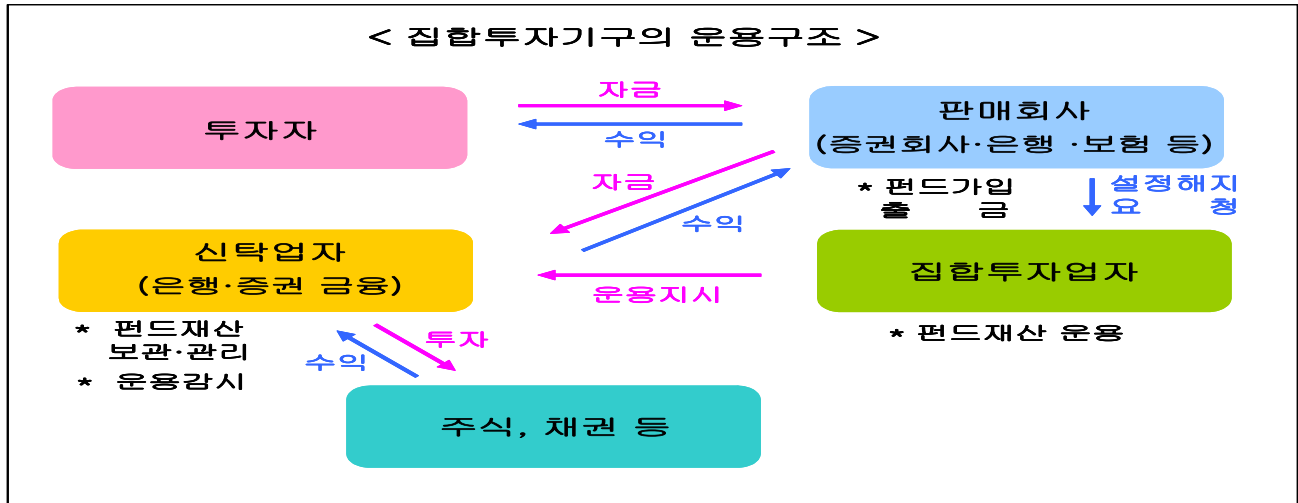 < 집합투자기구의 운용구조 >
투자자
자금
수익
판매회사
(증권회사·은행 ·보험 등)
자금
수익
* 펀드가입
출 금
설정해지
요 청
신탁업자
(은행·증권 금융)
운용지시
집합투자업자
* 펀드재산
보관·관리
* 운용감시
투자
수익
* 펀드재산 운용
주식, 채권 등